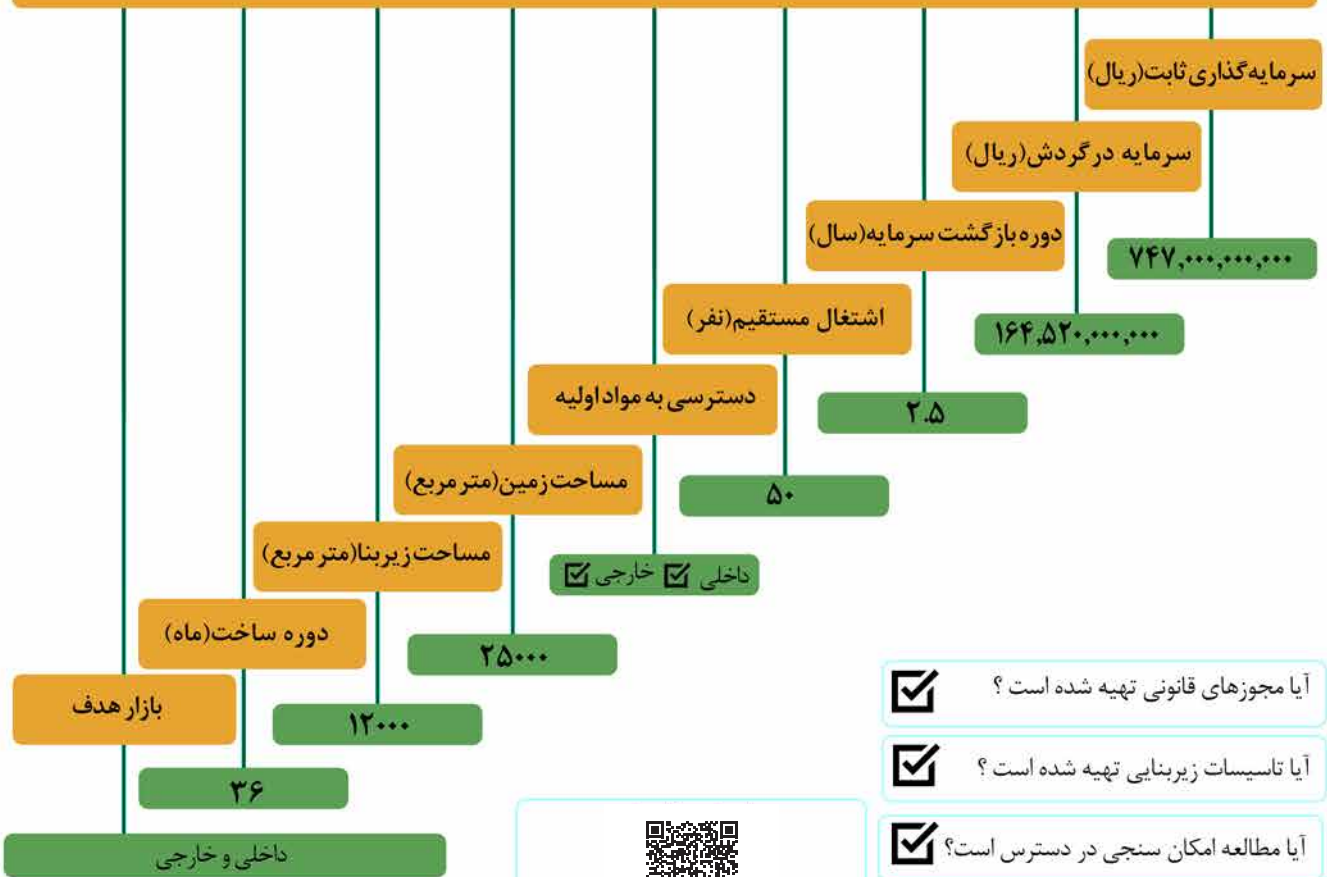 سرمایه‌گذاری ثابت(ریال)
۷۴۷,۰۰۰,۰۰۰,۰۰۰
سرمایه در گردش(ریال)
۱۶۴,۵۲۰,۰۰۰,۰۰۰
دوره بازگشت سرمایه(سال)
۲.۵
اشتغال مستقیم(نفر)
۵۰
دسترسی به مواد اولیه
داخلی ☑ خارجی ☑
مساحت زمین(متر مربع)
۲۵۰۰۰
مساحت زیربنا(متر مربع)
۱۲۰۰۰
دوره ساخت(ماه)
۳۶
بازار هدف
داخلی و خارجی
آیا مجوزهای قانونی تهیه شده است ؟ ☑
آیا تاسیسات زیربنایی تهیه شده است ؟ ☑
آیا مطالعه امکان سنجی در دسترس است؟ ☑